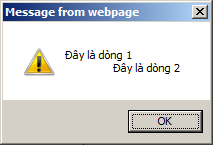 Message from webpage
Đây là dòng 1
Đây là dòng 2
OK